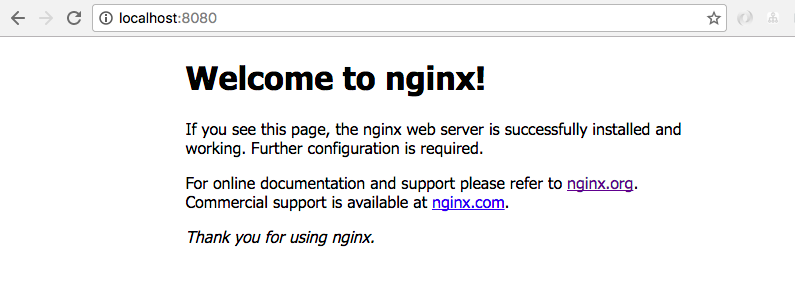 localhost:8080
Welcome to nginx!
If you see this page, the nginx web server is successfully installed and
working. Further configuration is required.
For online documentation and support please refer to nginx.org.
Commercial support is available at nginx.com.
Thank you for using nginx.